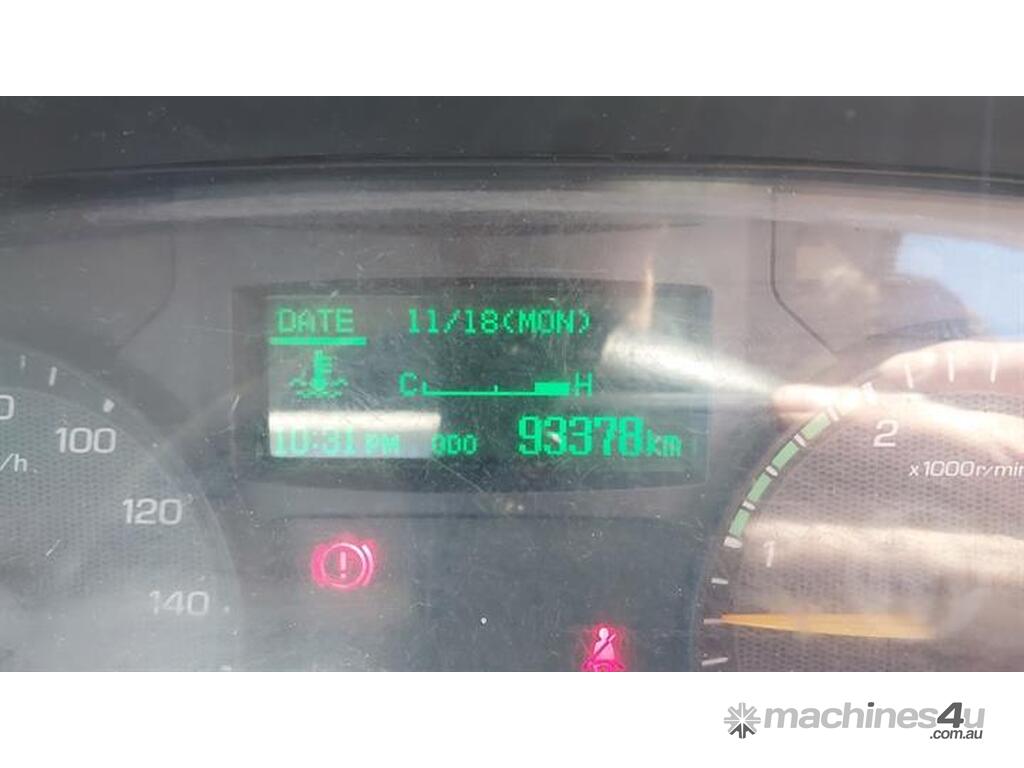 DATE 11/18(MON)
C H
10:31 PM ODO 93378km
0
100
/h.
120
140
2
x1000r/min
1
machines4u
.com.au